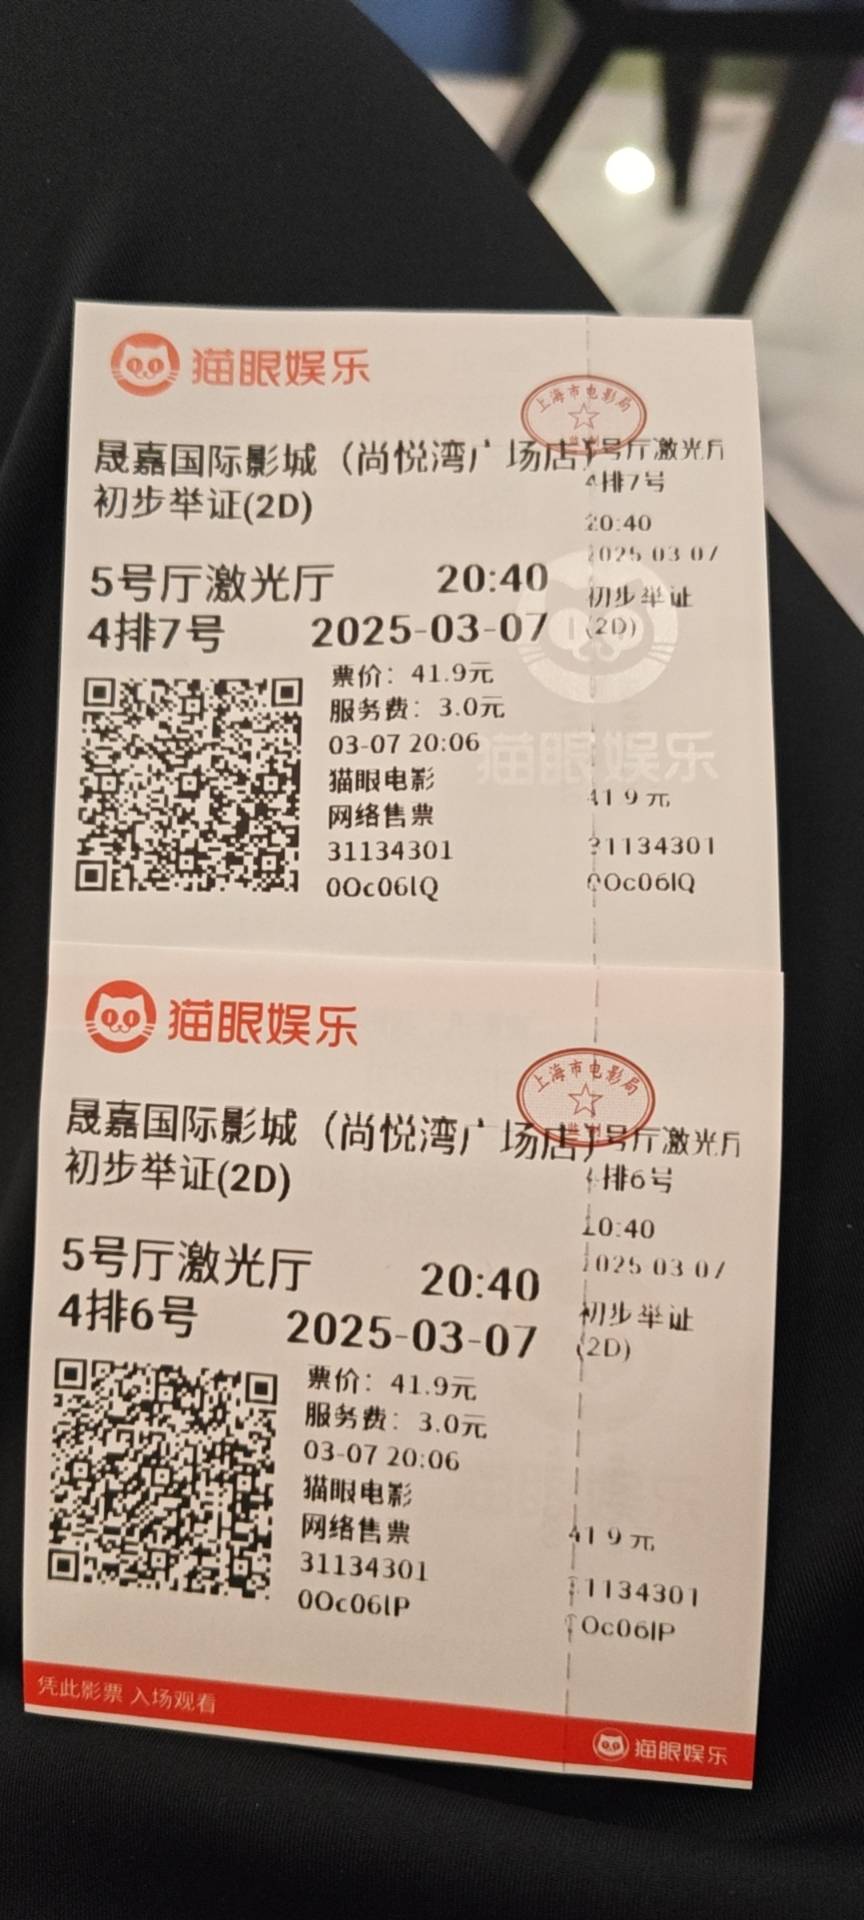 猫眼娱乐
上海市电影局
晟嘉国际影城（尚悦湾广场店）
初步举证(2D)
5号厅激光厅 20:40
4排7号 2025-03-07
票价：41.9元
服务费：3.0元
03-07 20:06
猫眼电影
网络售票
31134301
0Oc06lQ
号厅激光厅
4排7号
20:40
2025-03-07
初步举证
(2D)
猫眼娱乐
41.9元
31134301
0Oc06lQ
猫眼娱乐
上海市电影局
监制
晟嘉国际影城（尚悦湾广场店）
初步举证(2D)
5号厅激光厅 20:40
4排6号 2025-03-07
票价：41.9元
服务费：3.0元
03-07 20:06
猫眼电影
网络售票
31134301
0Oc06lP
号厅激光厅
排6号
20:40
2025-03-07
初步举证
(2D)
41.9元
1134301
Oc06lP
凭此影票 入场观看
猫眼娱乐